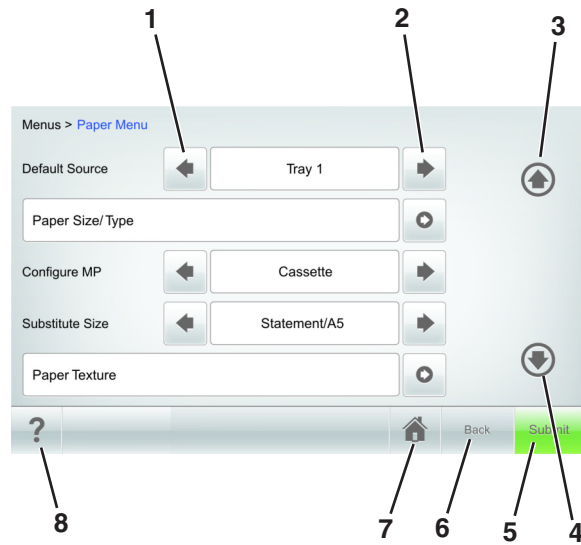 1 2 3
Menus > Paper Menu
Default Source Tray 1
Paper Size/Type
Configure MP Cassette
Substitute Size Statement/A5
Paper Texture
? Back Submit
8 7 6 5 4